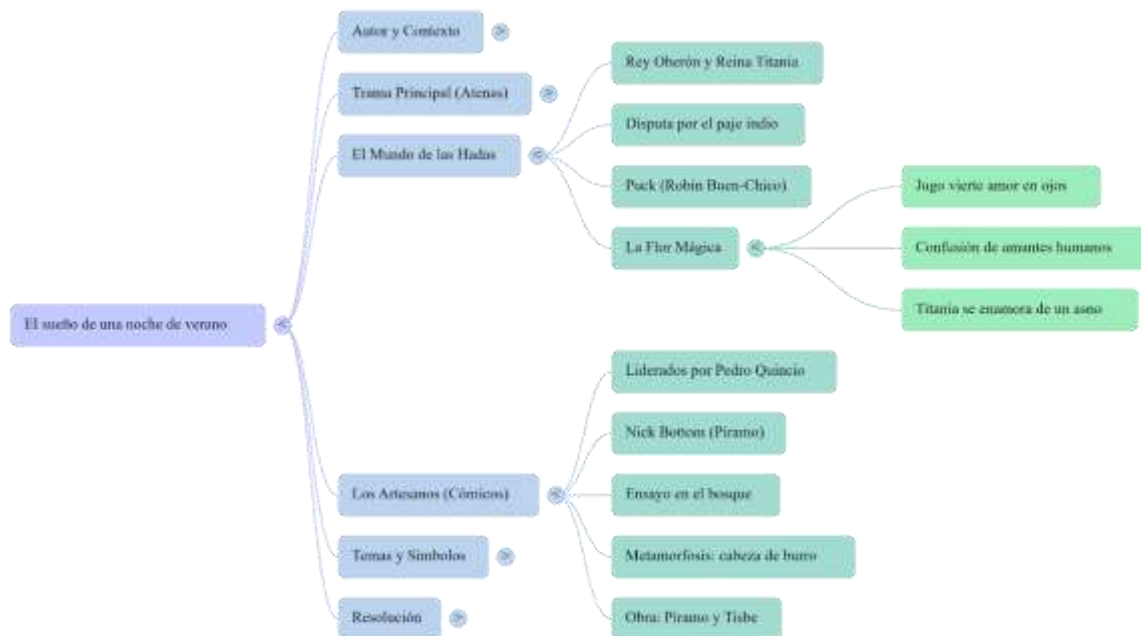 El sueño de una noche de verano
Autor y Contexto
Trama Principal (Atenas)
El Mundo de las Hadas
Rey Oberón y Reina Titania
Disputa por el paje indio
Puck (Robin Buen-Chico)
La Flor Mágica
Jugo vierte amor en ojos
Confusión de amantes humanos
Titania se enamora de un asno
Los Artesanos (Cómicos)
Liderados por Pedro Quincio
Nick Bottom (Píramo)
Ensayo en el bosque
Metamorfosis: cabeza de burro
Obra: Píramo y Tisbe
Temas y Símbolos
Resolución